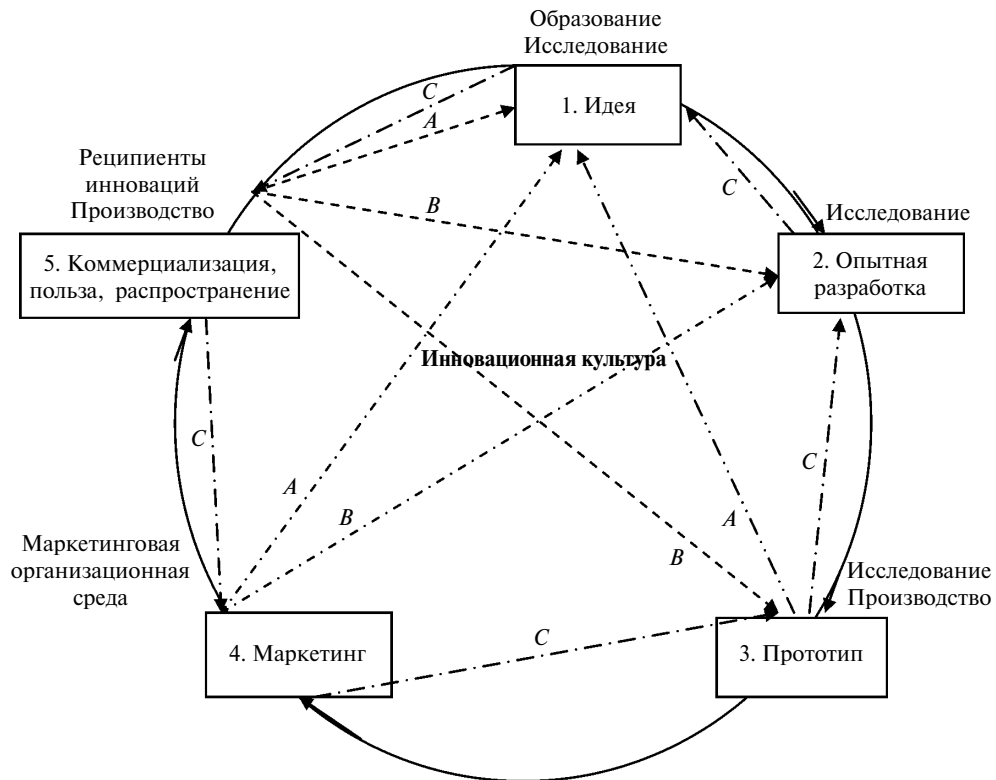 Образование
Исследование
1. Идея
C
A
Реципиенты
инноваций
Производство
C
B
Исследование
5. Коммерциализация,
польза, распространение
2. Опытная
разработка
Инновационная культура
C
C
A
B
A
B
Маркетинговая
организационная
среда
Исследование
Производство
C
4. Маркетинг
3. Прототип